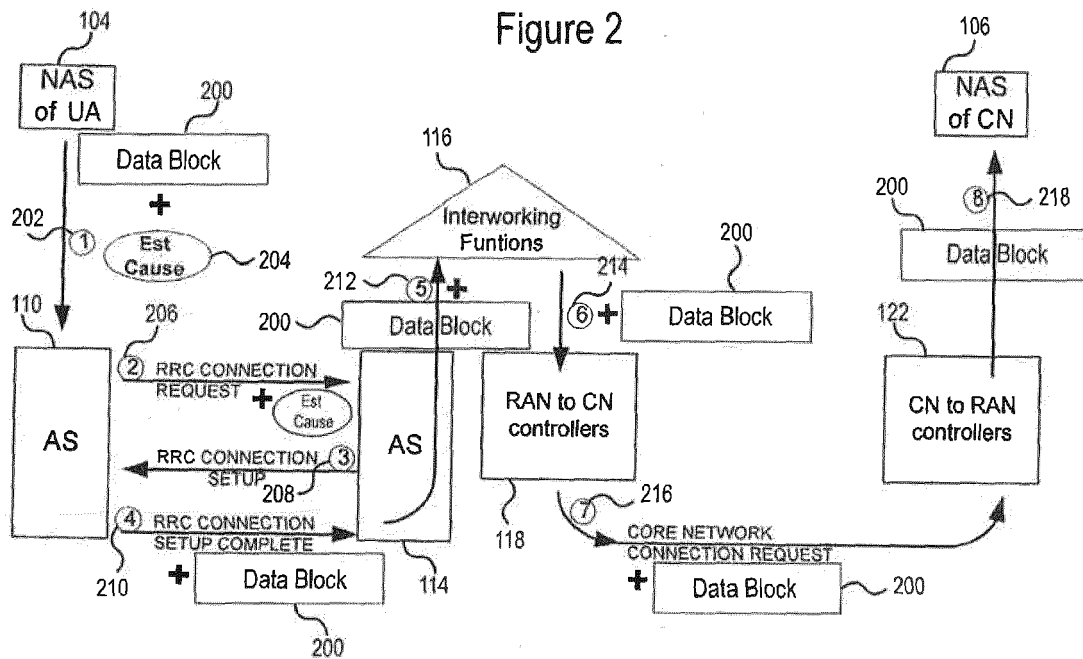 Figure 2
104
NAS
of UA
200
Data Block
+
202
1
Est
Cause
204
116
Interworking
Funtions
106
NAS
of CN
200
8
218
Data Block
212
5
+
200
Data Block
214
6
+
200
Data Block
110
AS
206
2
RRC CONNECTION
REQUEST
+
Est
Cause
RRC CONNECTION
SETUP
3
208
4
RRC CONNECTION
SETUP COMPLETE
210
+
Data Block
200
AS
114
RAN to CN
controllers
118
7
216
CORE NETWORK
CONNECTION REQUEST
+
Data Block
200
122
CN to RAN
controllers